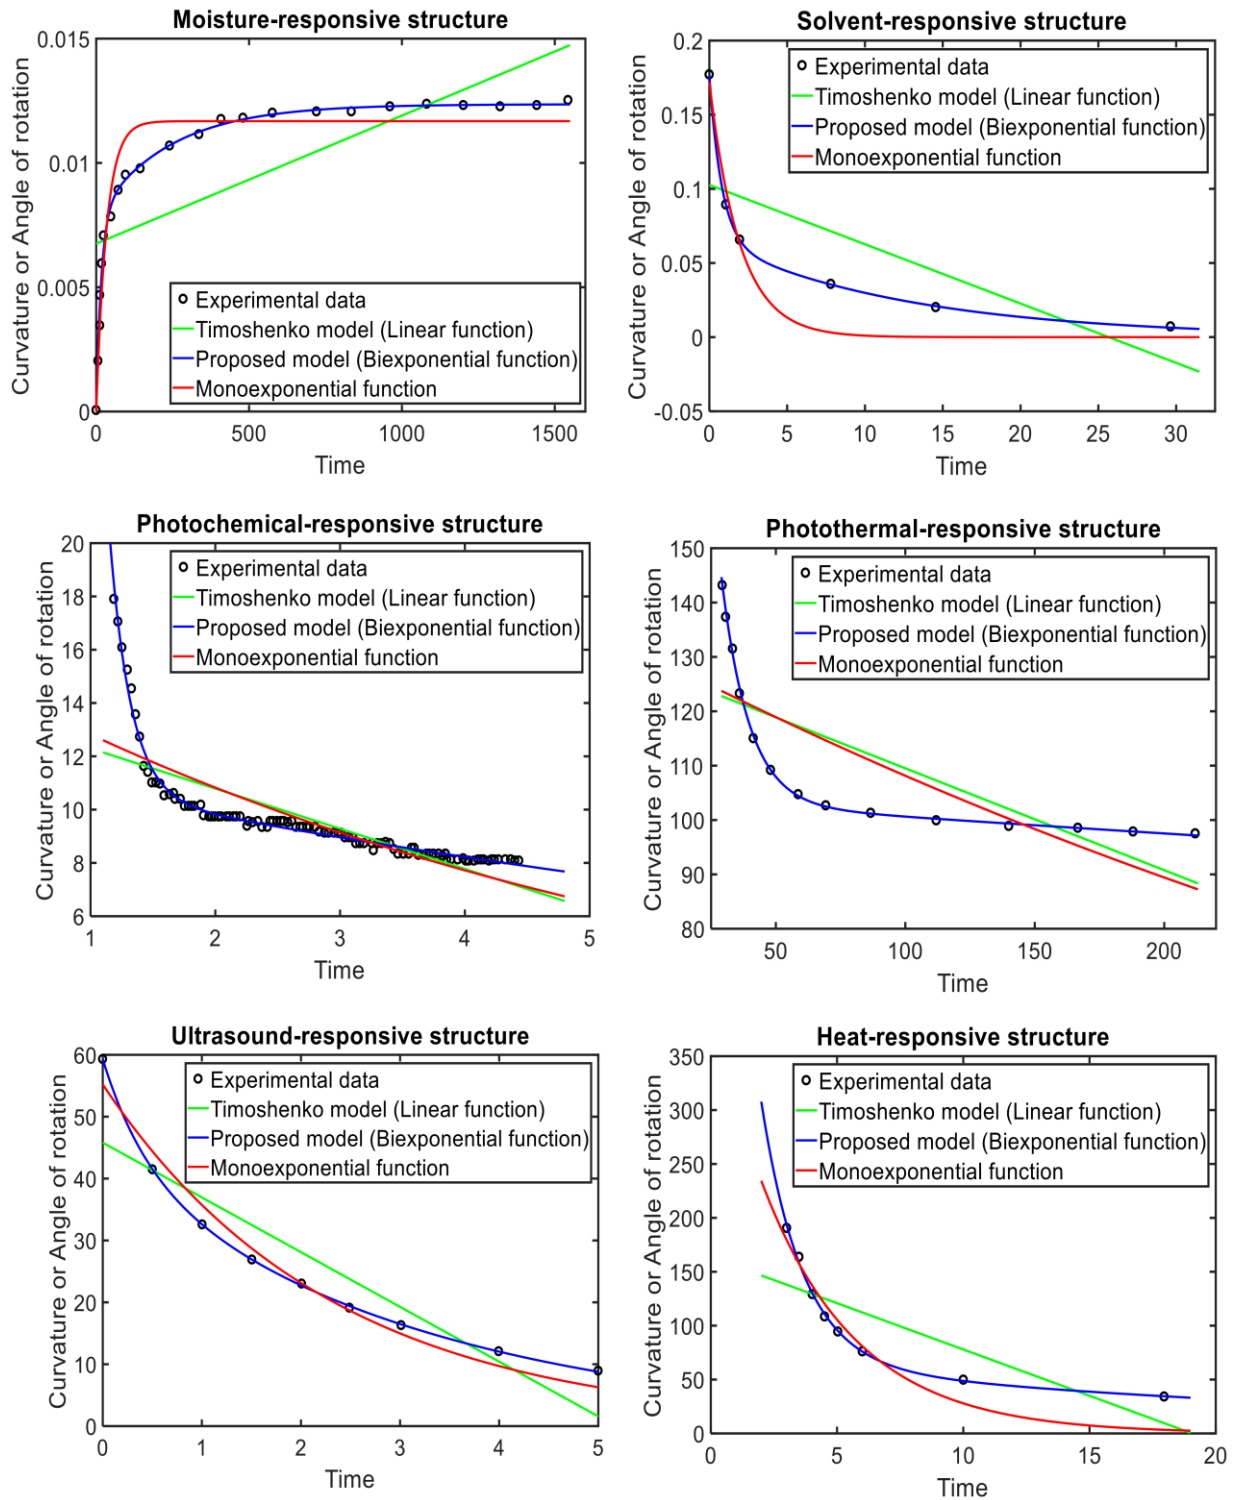 Moisture-responsive structure
0.015
0.01
0.005
0
Curvature or Angle of rotation
Experimental data
Timoshenko model (Linear function)
Proposed model (Biexponential function)
Monoexponential function
0 500 1000 1500
Time
Solvent-responsive structure
0.2
0.15
0.1
0.05
0
-0.05
Curvature or Angle of rotation
Experimental data
Timoshenko model (Linear function)
Proposed model (Biexponential function)
Monoexponential function
0 5 10 15 20 25 30
Time
Photochemical-responsive structure
20
18
16
14
12
10
8
6
Curvature or Angle of rotation
Experimental data
Timoshenko model (Linear function)
Proposed model (Biexponential function)
Monoexponential function
1 2 3 4 5
Time
Photothermal-responsive structure
150
140
130
120
110
100
90
80
Curvature or Angle of rotation
Experimental data
Timoshenko model (Linear function)
Proposed model (Biexponential function)
Monoexponential function
50 100 150 200
Time
Ultrasound-responsive structure
60
50
40
30
20
10
0
Curvature or Angle of rotation
Experimental data
Timoshenko model (Linear function)
Proposed model (Biexponential function)
Monoexponential function
0 1 2 3 4 5
Time
Heat-responsive structure
350
300
250
200
150
100
50
0
Curvature or Angle of rotation
Experimental data
Timoshenko model (Linear function)
Proposed model (Biexponential function)
Monoexponential function
0 5 10 15 20
Time